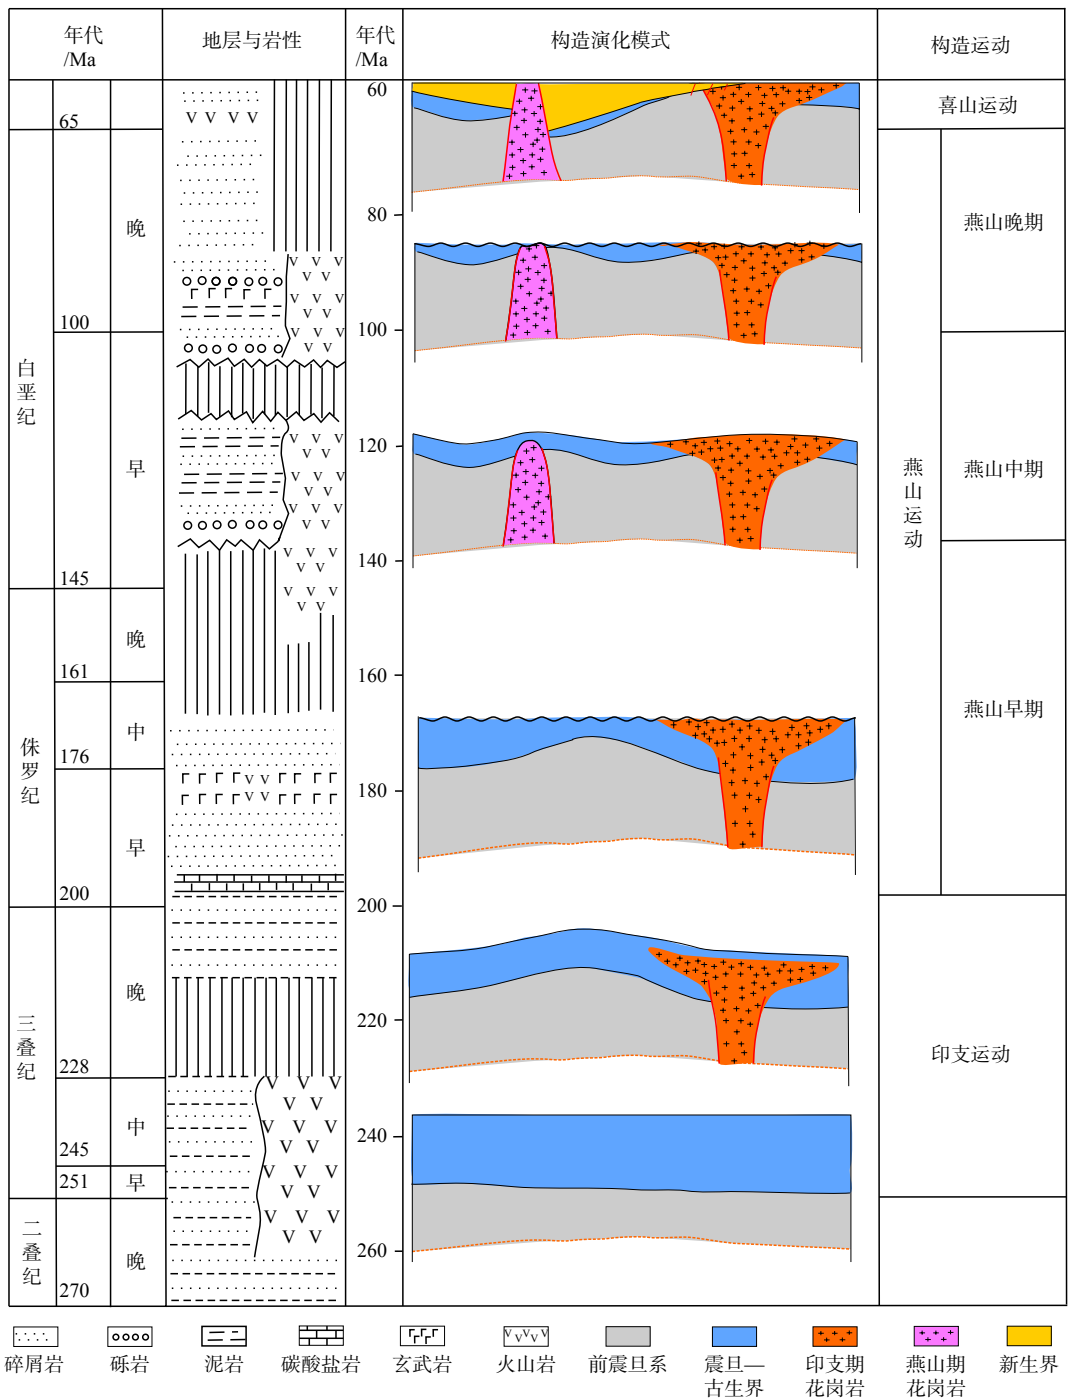 年代
/Ma
地层与岩性
年代
/Ma
构造演化模式
构造运动
65
100
145
161
176
200
228
245
251
270
白垩纪
侏罗纪
三叠纪
二叠纪
晚
早
晚
中
早
晚
中
早
晚
60
80
100
120
140
160
180
200
220
240
260
喜山运动
燕山运动
燕山晚期
燕山中期
燕山早期
印支运动
碎屑岩
砾岩
泥岩
碳酸盐岩
玄武岩
火山岩
前震旦系
震旦—
古生界
印支期
花岗岩
燕山期
花岗岩
新生界